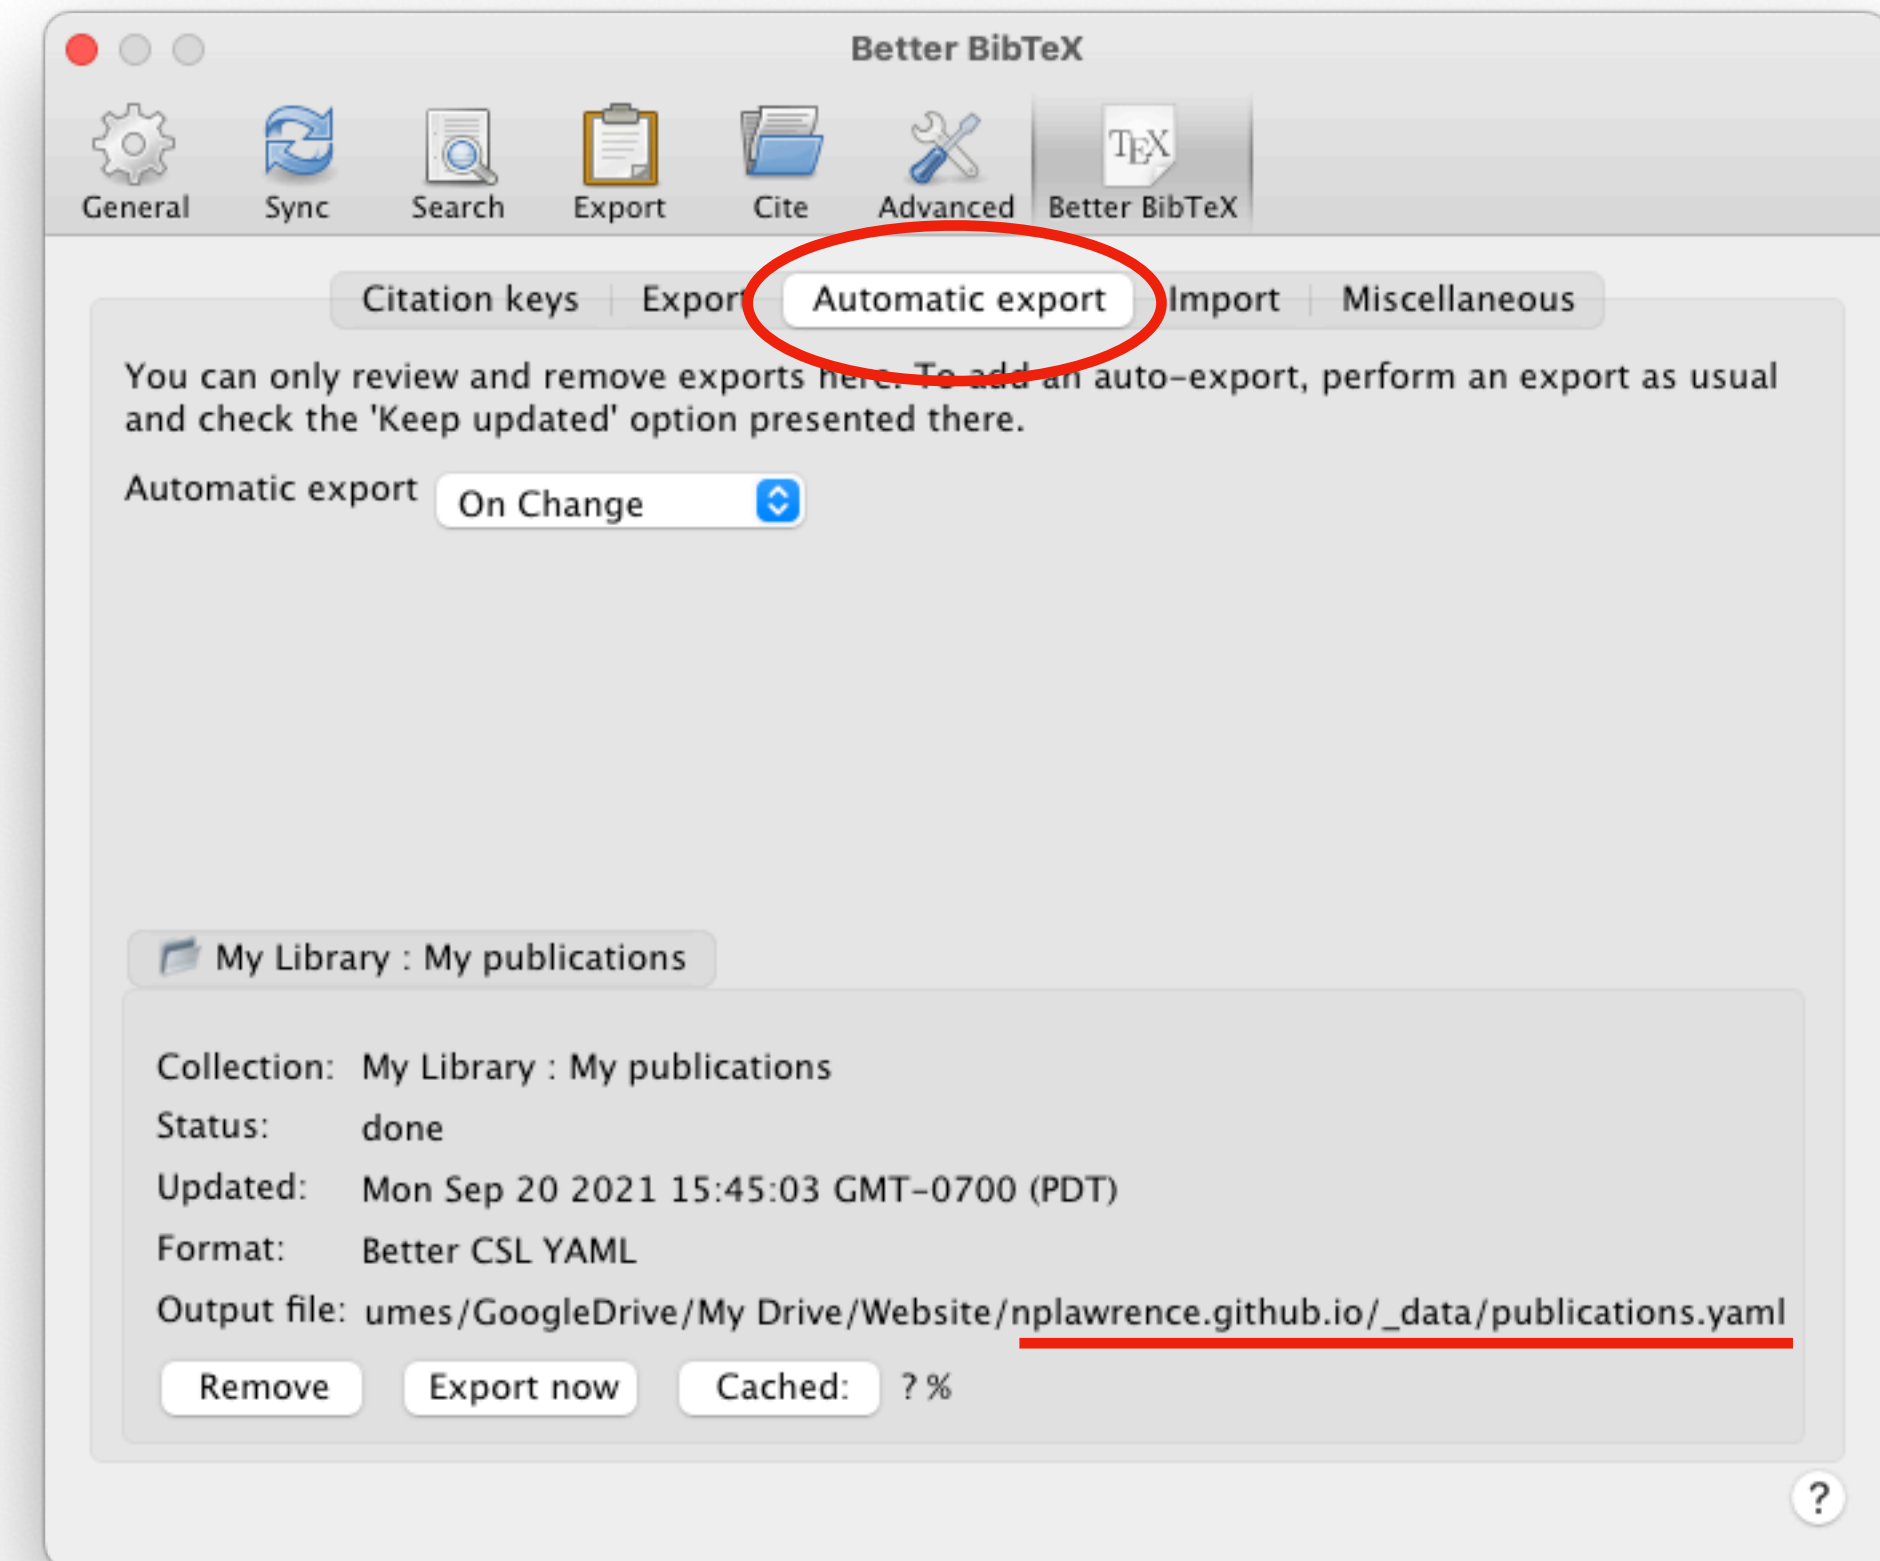 Better BibTeX
TEX
General Sync Search Export Cite Advanced Better BibTeX
Citation keys Export Automatic export Import Miscellaneous
You can only review and remove exports here. To add an auto-export, perform an export as usual
and check the 'Keep updated' option presented there.
Automatic export On Change
My Library : My publications
Collection: My Library : My publications
Status: done
Updated: Mon Sep 20 2021 15:45:03 GMT-0700 (PDT)
Format: Better CSL YAML
Output file: umes/GoogleDrive/My Drive/Website/nplawrence.github.io/_data/publications.yaml
Remove Export now Cached: ? %
?